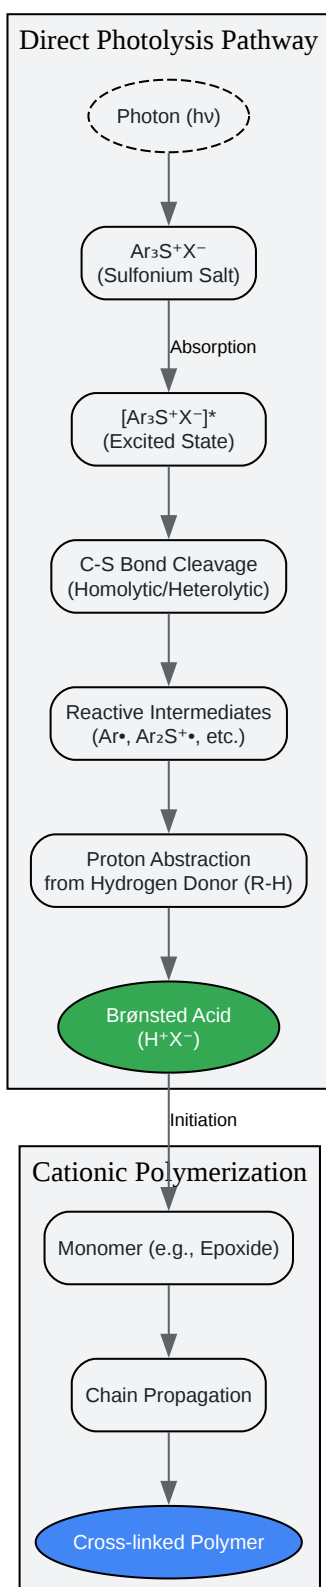 Direct Photolysis Pathway
Photon (hν)
Ar₃S⁺X⁻
(Sulfonium Salt)
Absorption
[Ar₃S⁺X⁻]*
(Excited State)
C-S Bond Cleavage
(Homolytic/Heterolytic)
Reactive Intermediates
(Ar•, Ar₂S⁺•, etc.)
Proton Abstraction
from Hydrogen Donor (R-H)
Brønsted Acid
(H⁺X⁻)
Initiation
Cationic Polymerization
Monomer (e.g., Epoxide)
Chain Propagation
Cross-linked Polymer